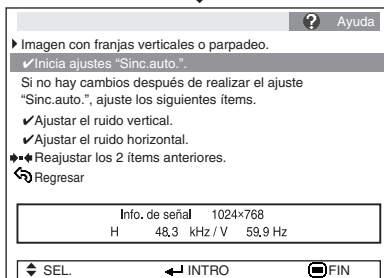 ? Ayuda
Imagen con franjas verticales o parpadeo.
✔Inicia ajustes “Sinc.auto.”.
Si no hay cambios después de realizar el ajuste
“Sinc.auto.”, ajuste los siguientes ítems.
✔Ajustar el ruido vertical.
✔Ajustar el ruido horizontal.
Reajustar los 2 ítems anteriores.
Regresar
Info. de señal 1024×768
H 48.3 kHz / V 59.9 Hz
SEL. INTRO FIN